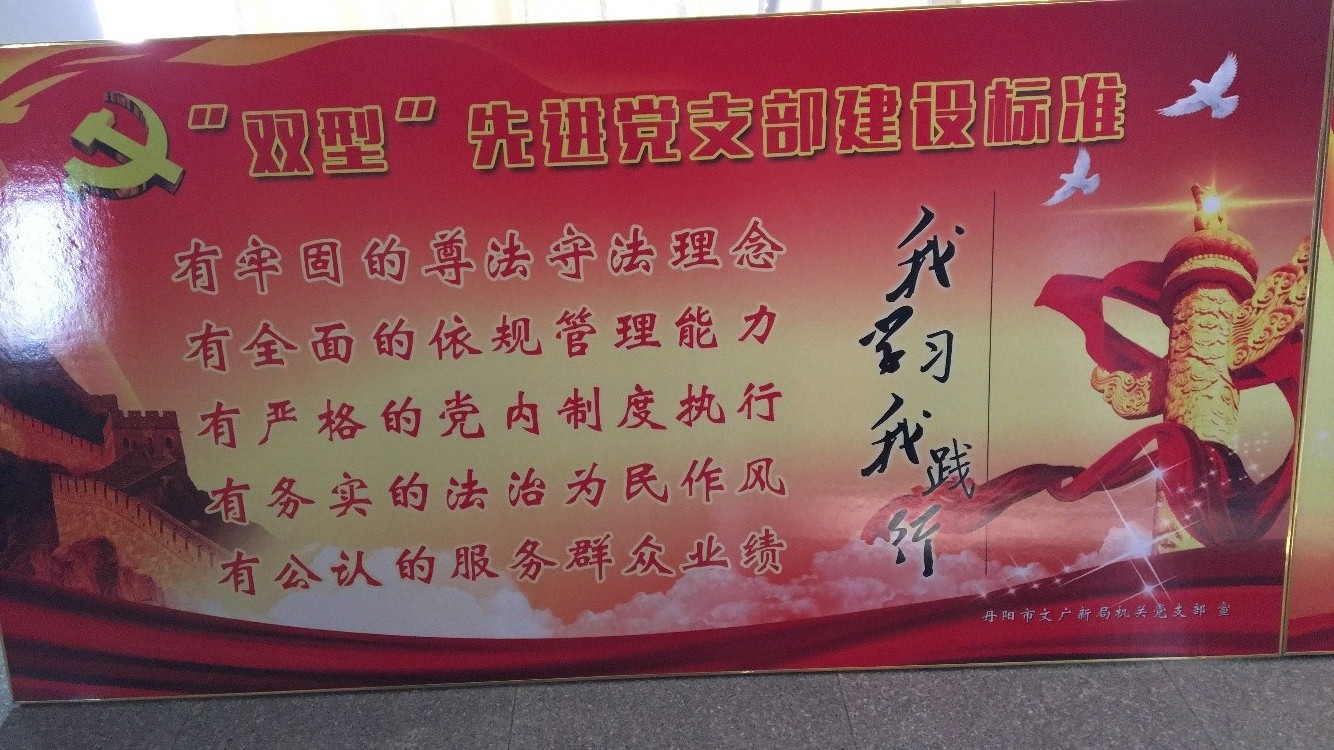 “双型”先进党支部建设标准
有牢固的尊法守法理念
有全面的依规管理能力
有严格的党内制度执行
有务实的法治为民作风
有公认的服务群众业绩
我学习我践行
丹阳市文广新局机关党支部 宣